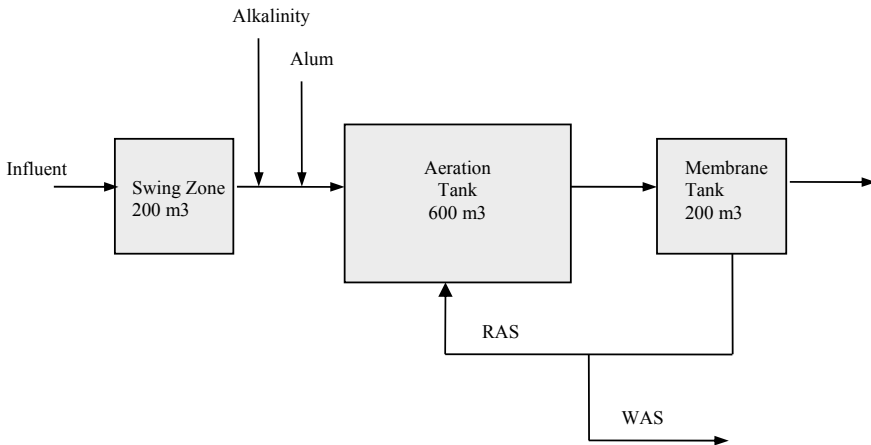 Alkalinity
Alum
Influent
Swing Zone
200 m3
Aeration
Tank
600 m3
Membrane
Tank
200 m3
RAS
WAS